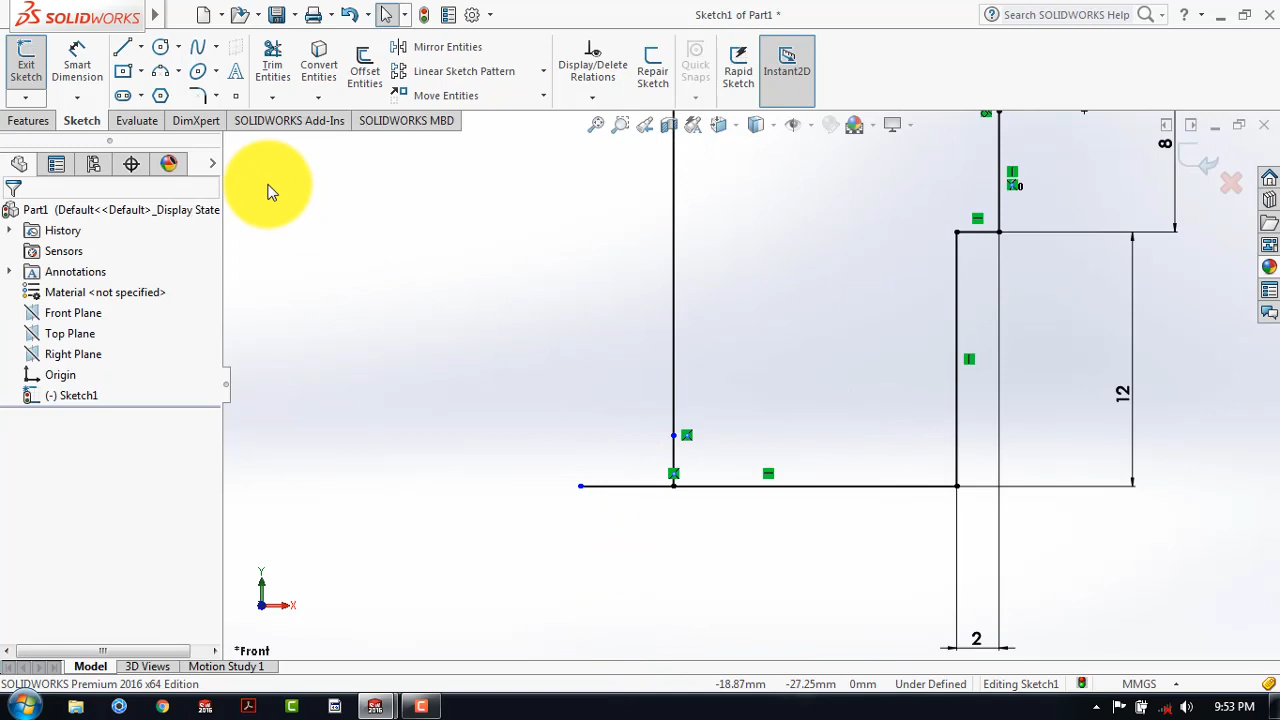 SOLIDWORKS
Sketch1 of Part1 *
Search SOLIDWORKS Help
?
Exit Sketch
Smart Dimension
Trim Entities
Convert Entities
Offset Entities
Mirror Entities
Linear Sketch Pattern
Move Entities
Display/Delete Relations
Repair Sketch
Quick Snaps
Rapid Sketch
Instant2D
Features
Sketch
Evaluate
DimXpert
SOLIDWORKS Add-Ins
SOLIDWORKS MBD
Part1 (Default<<Default>_Display State
History
Sensors
Annotations
Material <not specified>
Front Plane
Top Plane
Right Plane
Origin
(-) Sketch1
8
0
12
2
Y
X
*Front
Model
3D Views
Motion Study 1
SOLIDWORKS Premium 2016 x64 Edition
-18.87mm
-27.25mm
0mm
Under Defined
Editing Sketch1
MMGS
9:53 PM